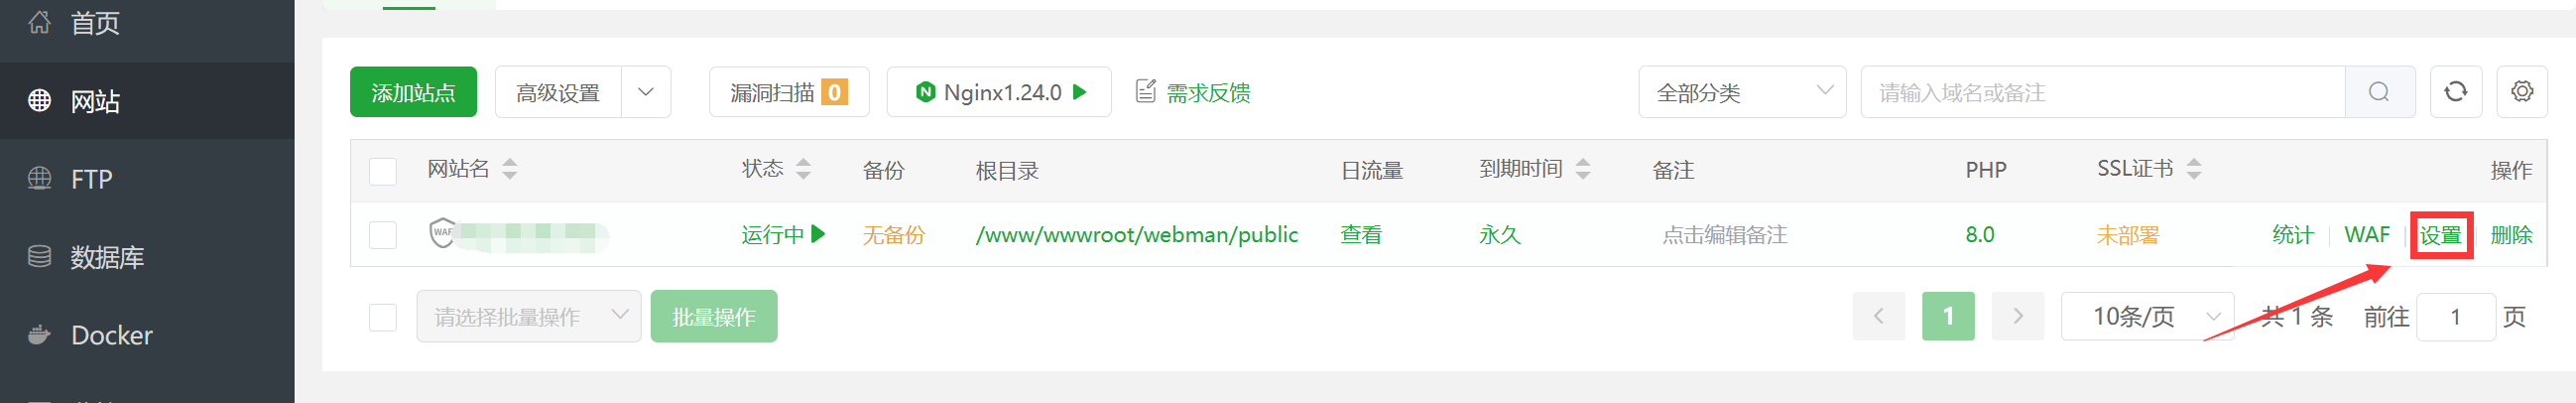 首页
网站
FTP
数据库
Docker
添加站点 高级设置 漏洞扫描 0 Nginx1.24.0 需求反馈 全部分类 请输入域名或备注
网站名 状态 备份 根目录 日流量 到期时间 备注 PHP SSL证书 操作
WAF 运行中 无备份 /www/wwwroot/webman/public 查看 永久 点击编辑备注 8.0 未部署 统计 WAF 设置 删除
请选择批量操作 批量操作 1 10条/页 共 1 条 前往 1 页